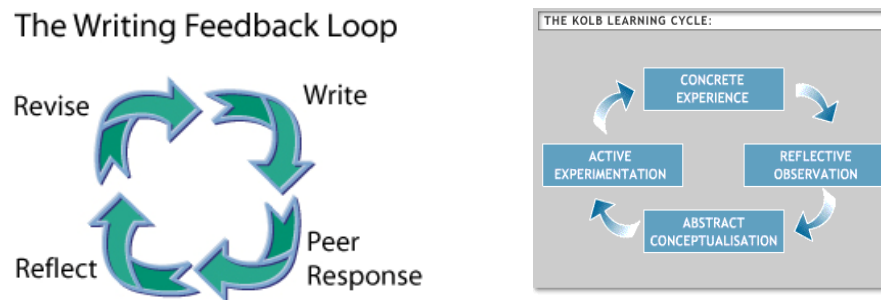 The Writing Feedback Loop
Revise
Write
Reflect
Peer
Response
THE KOLB LEARNING CYCLE:
CONCRETE
EXPERIENCE
ACTIVE
EXPERIMENTATION
REFLECTIVE
OBSERVATION
ABSTRACT
CONCEPTUALISATION